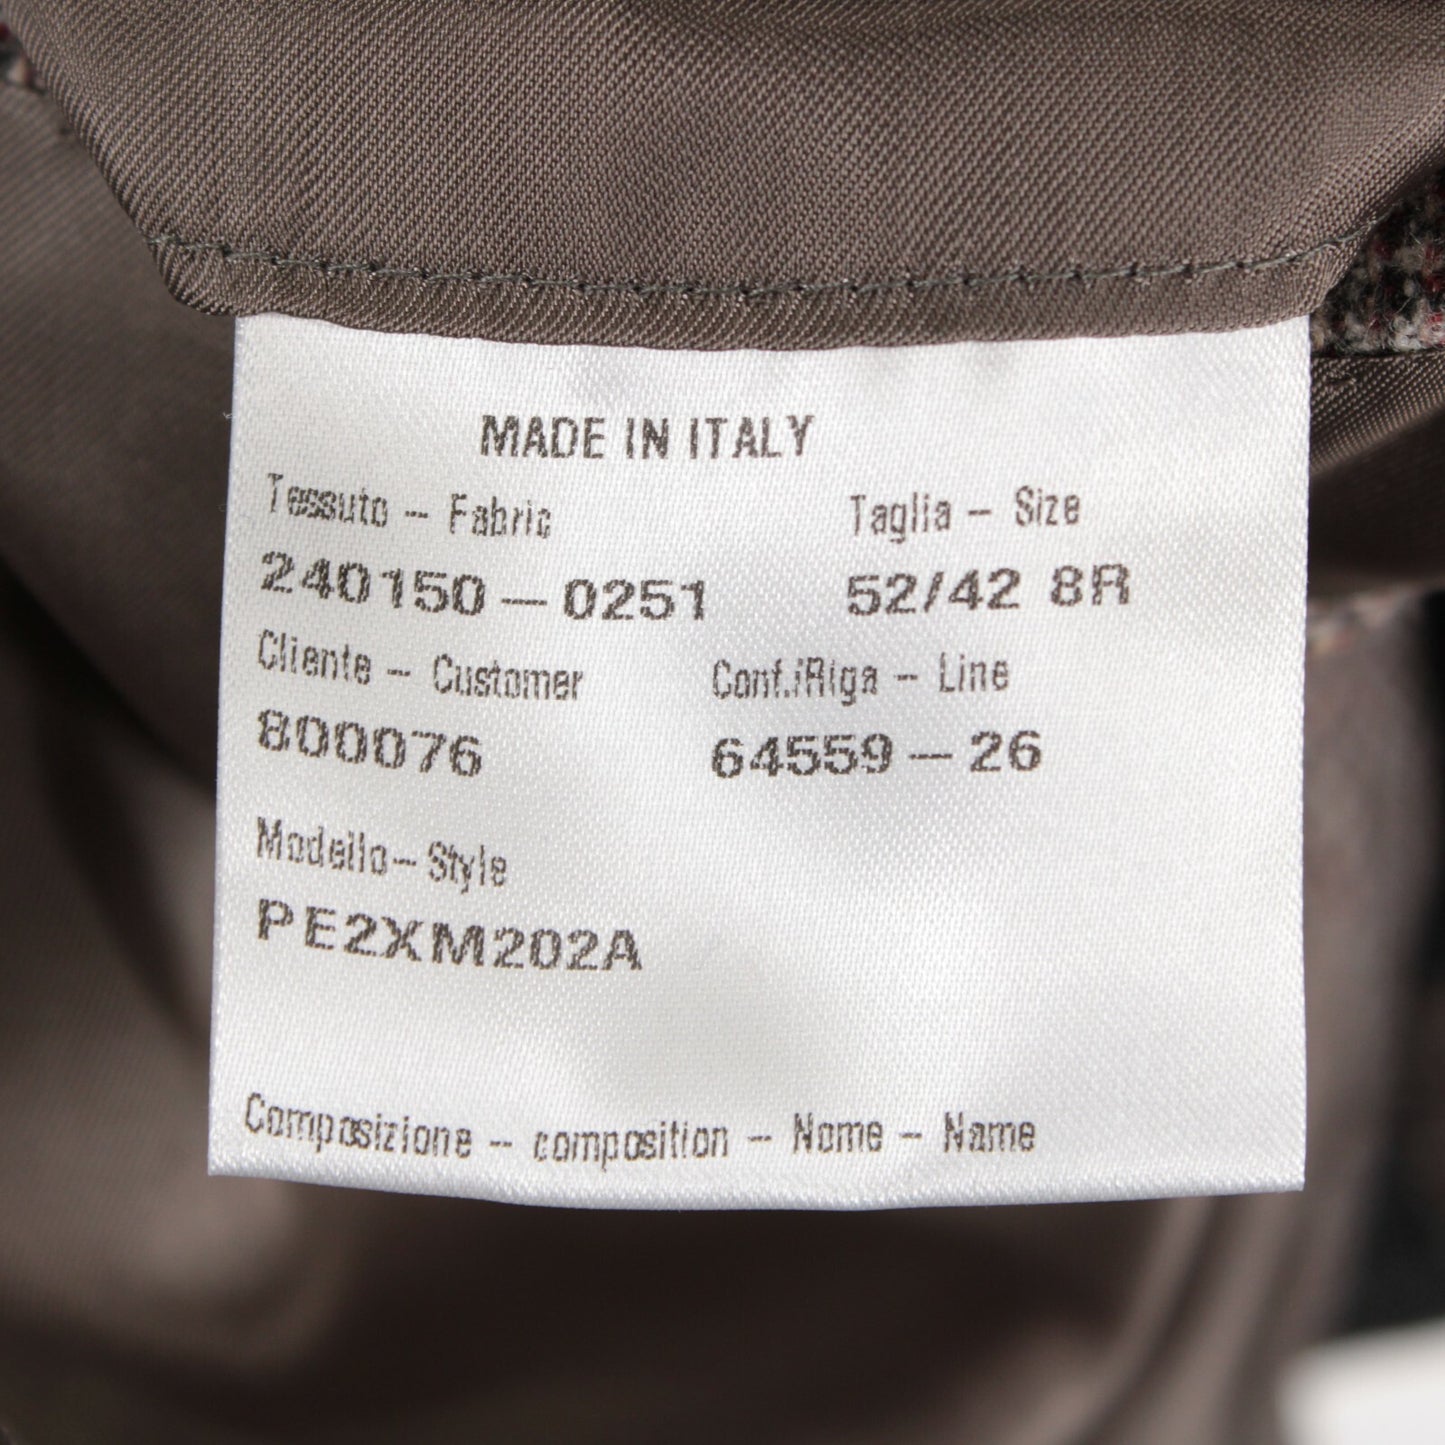 MADE IN ITALY
Tessuto - Fabric Taglia - Size
240150-0251 52/42 8R
Cliente - Customer Conf./Riga - Line
800076 64559-26
Modello-Style
PE2XM202A
Composizione - composition - Nome - Name